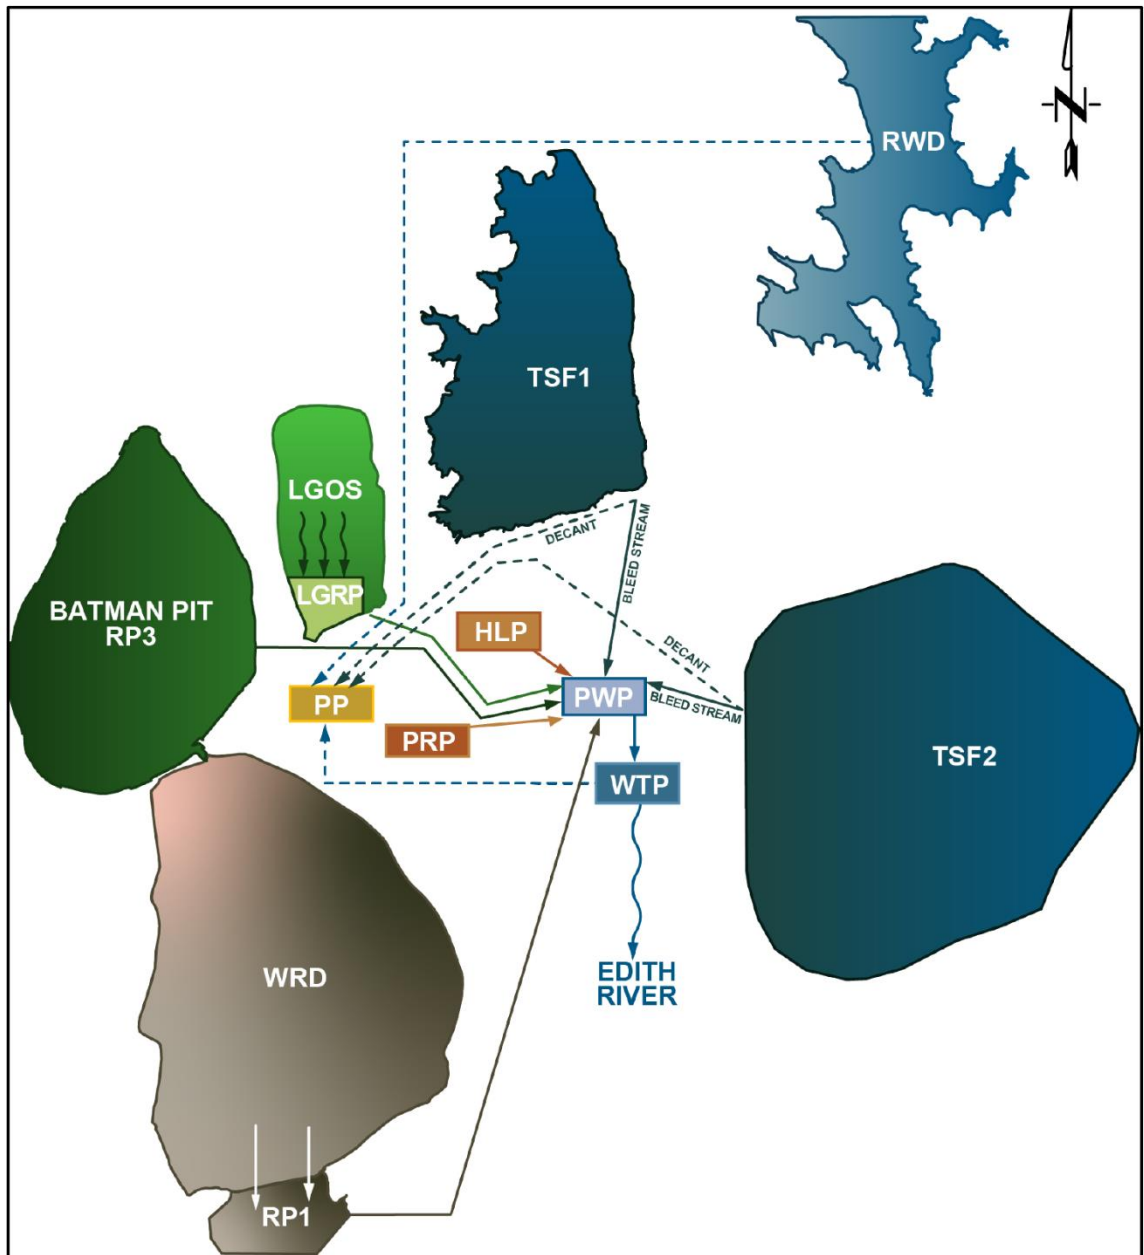 N
RWD
TSF1
LGOS
DECANT
BLEED STREAM
LGRP
BATMAN PIT
RP3
HLP
DECANT
PP
PWP
BLEED STREAM
PRP
TSF2
WTP
WRD
EDITH
RIVER
RP1